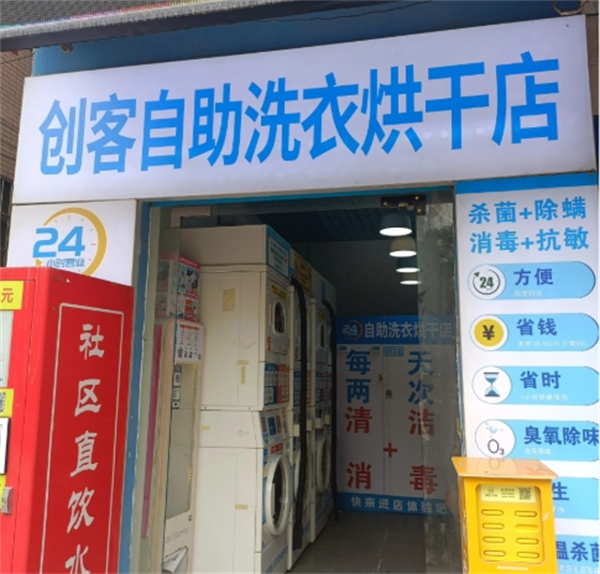 创客自助洗衣烘干店
24
小时营业
杀菌+除螨
消毒+抗敏
24
方便
¥
省钱
省时
O3
臭氧除味
生
温杀菌
元
社区直饮水
24
自助洗衣烘干店
每天
两次
清洁
+
消毒
快来进店体验吧